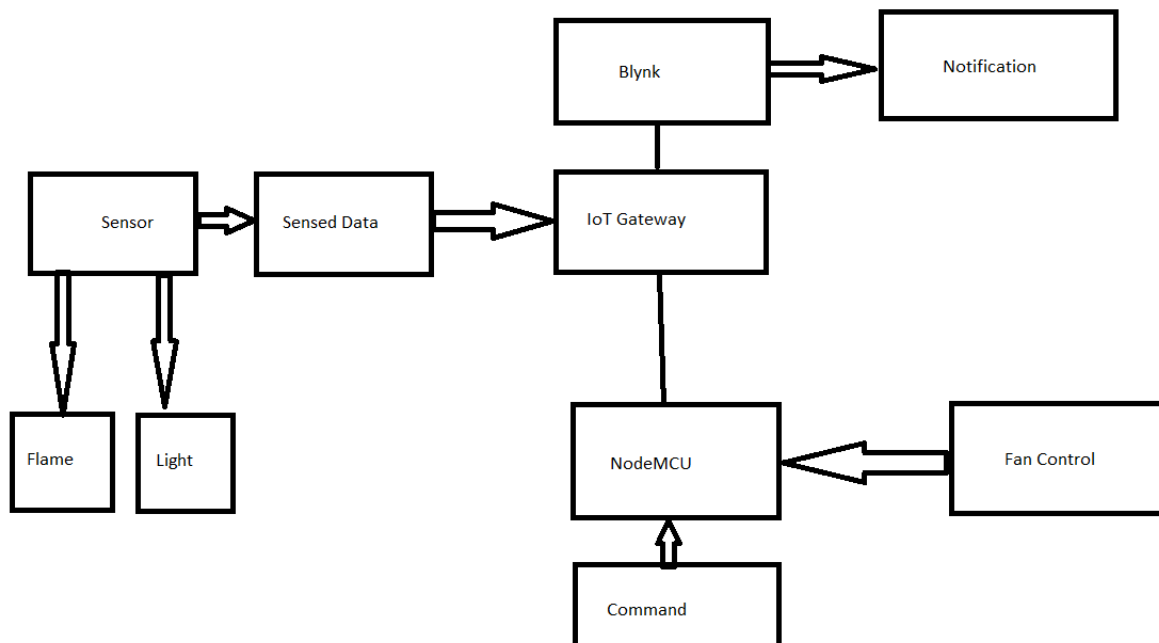 Blynk
Notification
Sensor
Sensed Data
IoT Gateway
Flame
Light
NodeMCU
Fan Control
Command